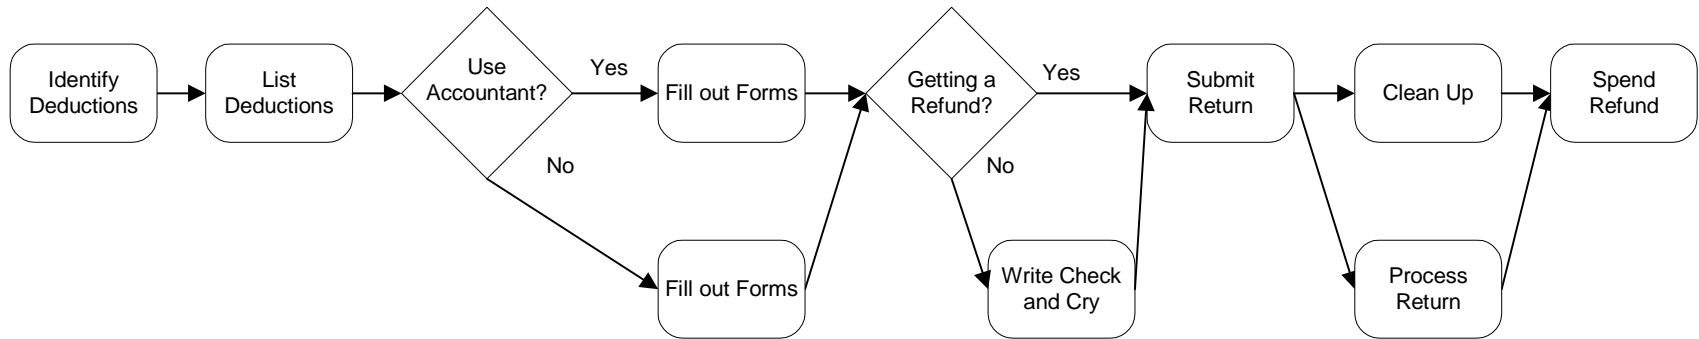 Identify
Deductions
List
Deductions
Use
Accountant?
Yes
No
Fill out Forms
Fill out Forms
Getting a
Refund?
Yes
No
Write Check
and Cry
Submit
Return
Clean Up
Process
Return
Spend
Refund